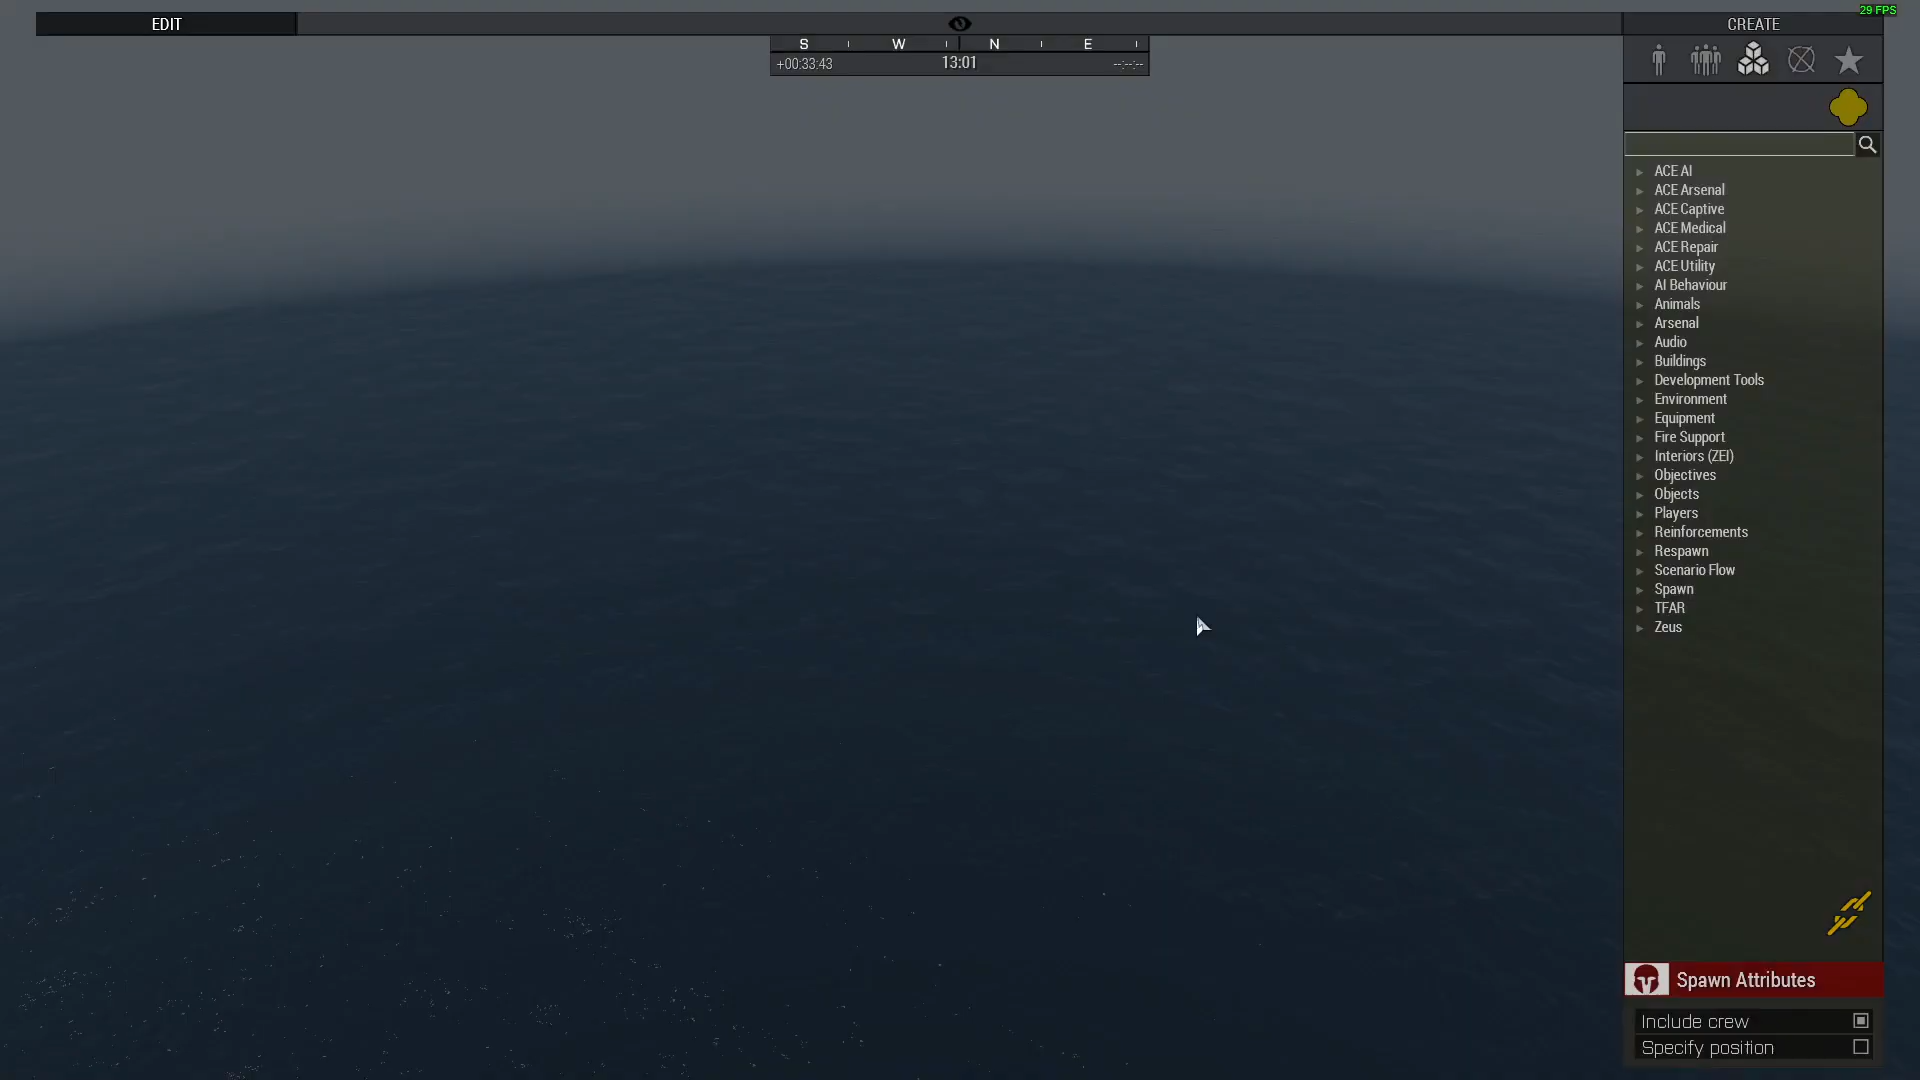 29 FPS
EDIT
CREATE
S W N E
+00:33:43 13:01 --:--:--
ACE AI
ACE Arsenal
ACE Captive
ACE Medical
ACE Repair
ACE Utility
AI Behaviour
Animals
Arsenal
Audio
Buildings
Development Tools
Environment
Equipment
Fire Support
Interiors (ZEI)
Objectives
Objects
Players
Reinforcements
Respawn
Scenario Flow
Spawn
TFAR
Zeus
Spawn Attributes
Include crew
Specify position